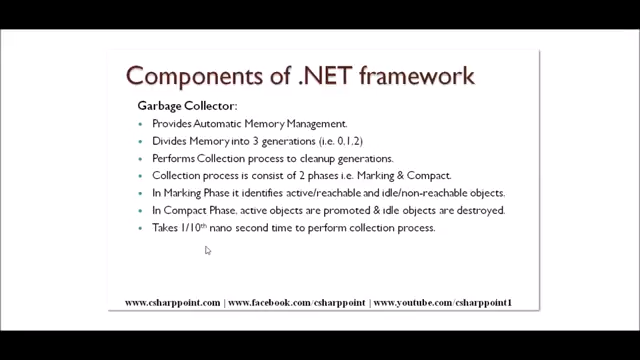 Components of .NET framework
Garbage Collector:
Provides Automatic Memory Management.
Divides Memory into 3 generations (i.e. 0,1,2)
Performs Collection process to cleanup generations.
Collection process is consist of 2 phases i.e. Marking & Compact.
In Marking Phase it identifies active/reachable and idle/non-reachable objects.
In Compact Phase, active objects are promoted & idle objects are destroyed.
Takes 1/10th nano second time to perform collection process.
www.csharppoint.com | www.facebook.com/csharppoint | www.youtube.com/csharppoint1